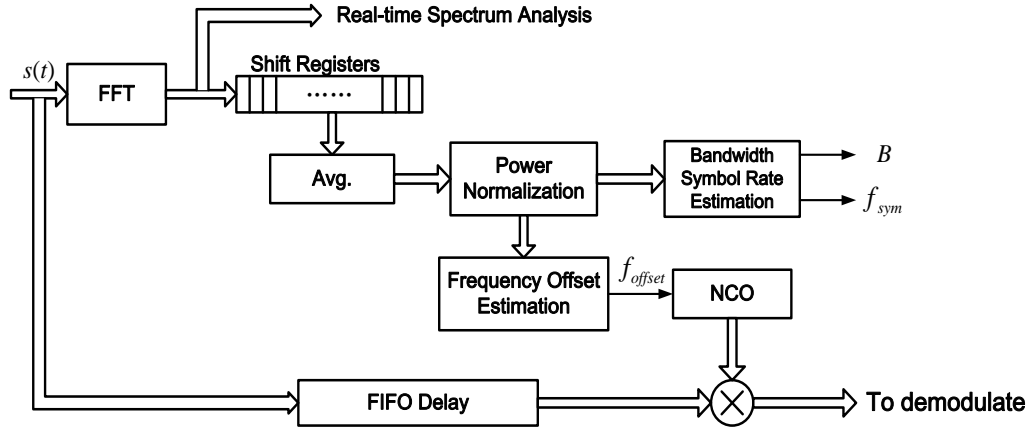 Real-time Spectrum Analysis
s(t)
FFT
Shift Registers
......
Avg.
Power
Normalization
Bandwidth
Symbol Rate
Estimation
B
f_sym
Frequency Offset
Estimation
f_offset
NCO
FIFO Delay
To demodulate